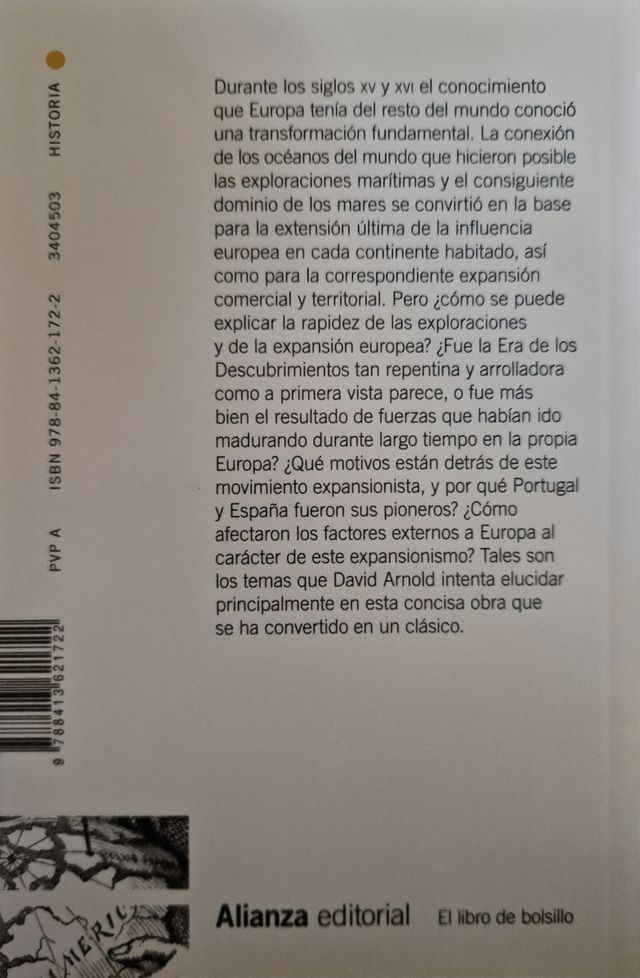 Durante los siglos XV y XVI el conocimiento
que Europa tenía del resto del mundo conoció
una transformación fundamental. La conexión
de los océanos del mundo que hicieron posible
las exploraciones marítimas y el consiguiente
dominio de los mares se convirtió en la base
para la extensión última de la influencia
europea en cada continente habitado, así
como para la correspondiente expansión
comercial y territorial. Pero ¿cómo se puede
explicar la rapidez de las exploraciones
y de la expansión europea? ¿Fue la Era de los
Descubrimientos tan repentina y arrolladora
como a primera vista parece, o fue más
bien el resultado de fuerzas que habían ido
madurando durante largo tiempo en la propia
Europa? ¿Qué motivos están detrás de este
movimiento expansionista, y por qué Portugal
y España fueron sus pioneros? ¿Cómo
afectaron los factores externos a Europa al
carácter de este expansionismo? Tales son
los temas que David Arnold intenta elucidar
principalmente en esta concisa obra que
se ha convertido en un clásico.
PVP A ISBN 978-84-1362-172-2 3404503 HISTORIA
9 788413 621722
AMERIC
Alianza editorial El libro de bolsillo